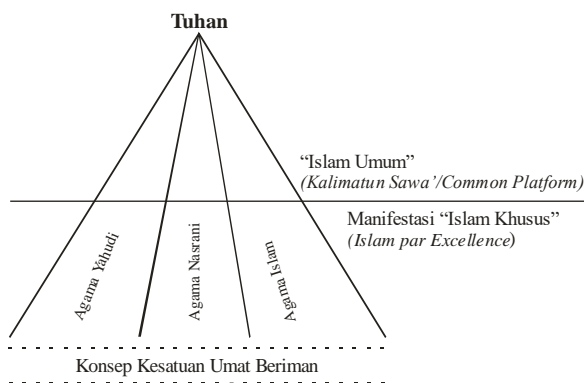 Tuhan
“Islam Umum”
(Kalimatun Sawa’/Common Platform)
Manifestasi “Islam Khusus”
(Islam par Excellence)
Agama Yahudi
Agama Nasrani
Agama Islam
Konsep Kesatuan Umat Beriman